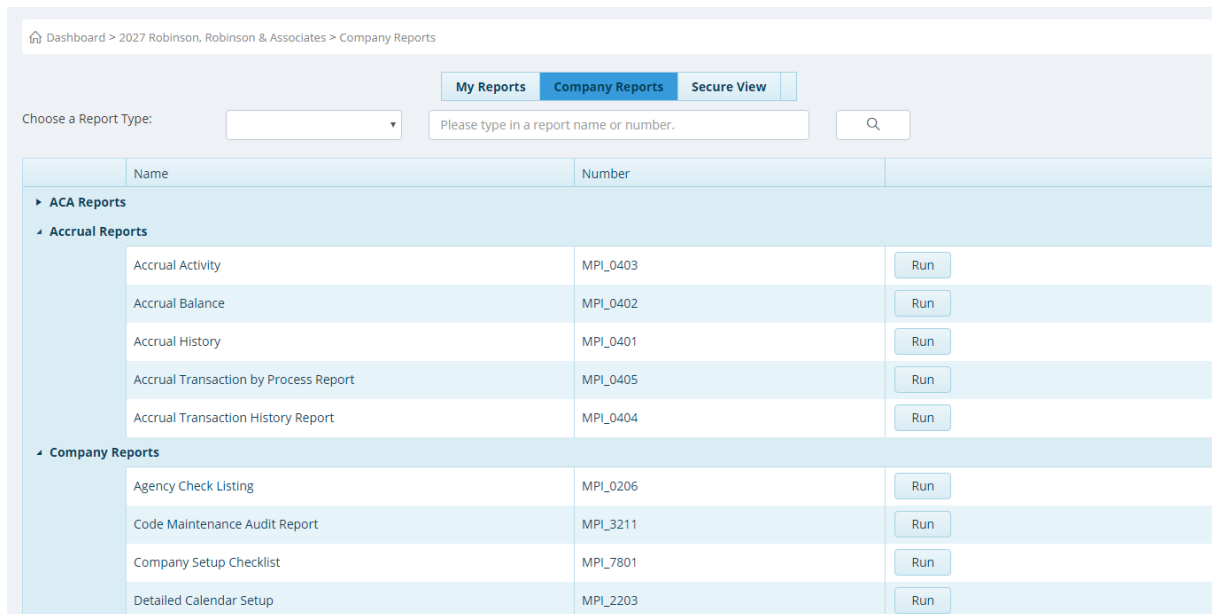 Dashboard > 2027 Robinson, Robinson & Associates > Company Reports
My Reports Company Reports Secure View
Choose a Report Type: Please type in a report name or number.
Name Number
ACA Reports
Accrual Reports
Accrual Activity MPI_0403 Run
Accrual Balance MPI_0402 Run
Accrual History MPI_0401 Run
Accrual Transaction by Process Report MPI_0405 Run
Accrual Transaction History Report MPI_0404 Run
Company Reports
Agency Check Listing MPI_0206 Run
Code Maintenance Audit Report MPI_3211 Run
Company Setup Checklist MPI_7801 Run
Detailed Calendar Setup MPI_2203 Run